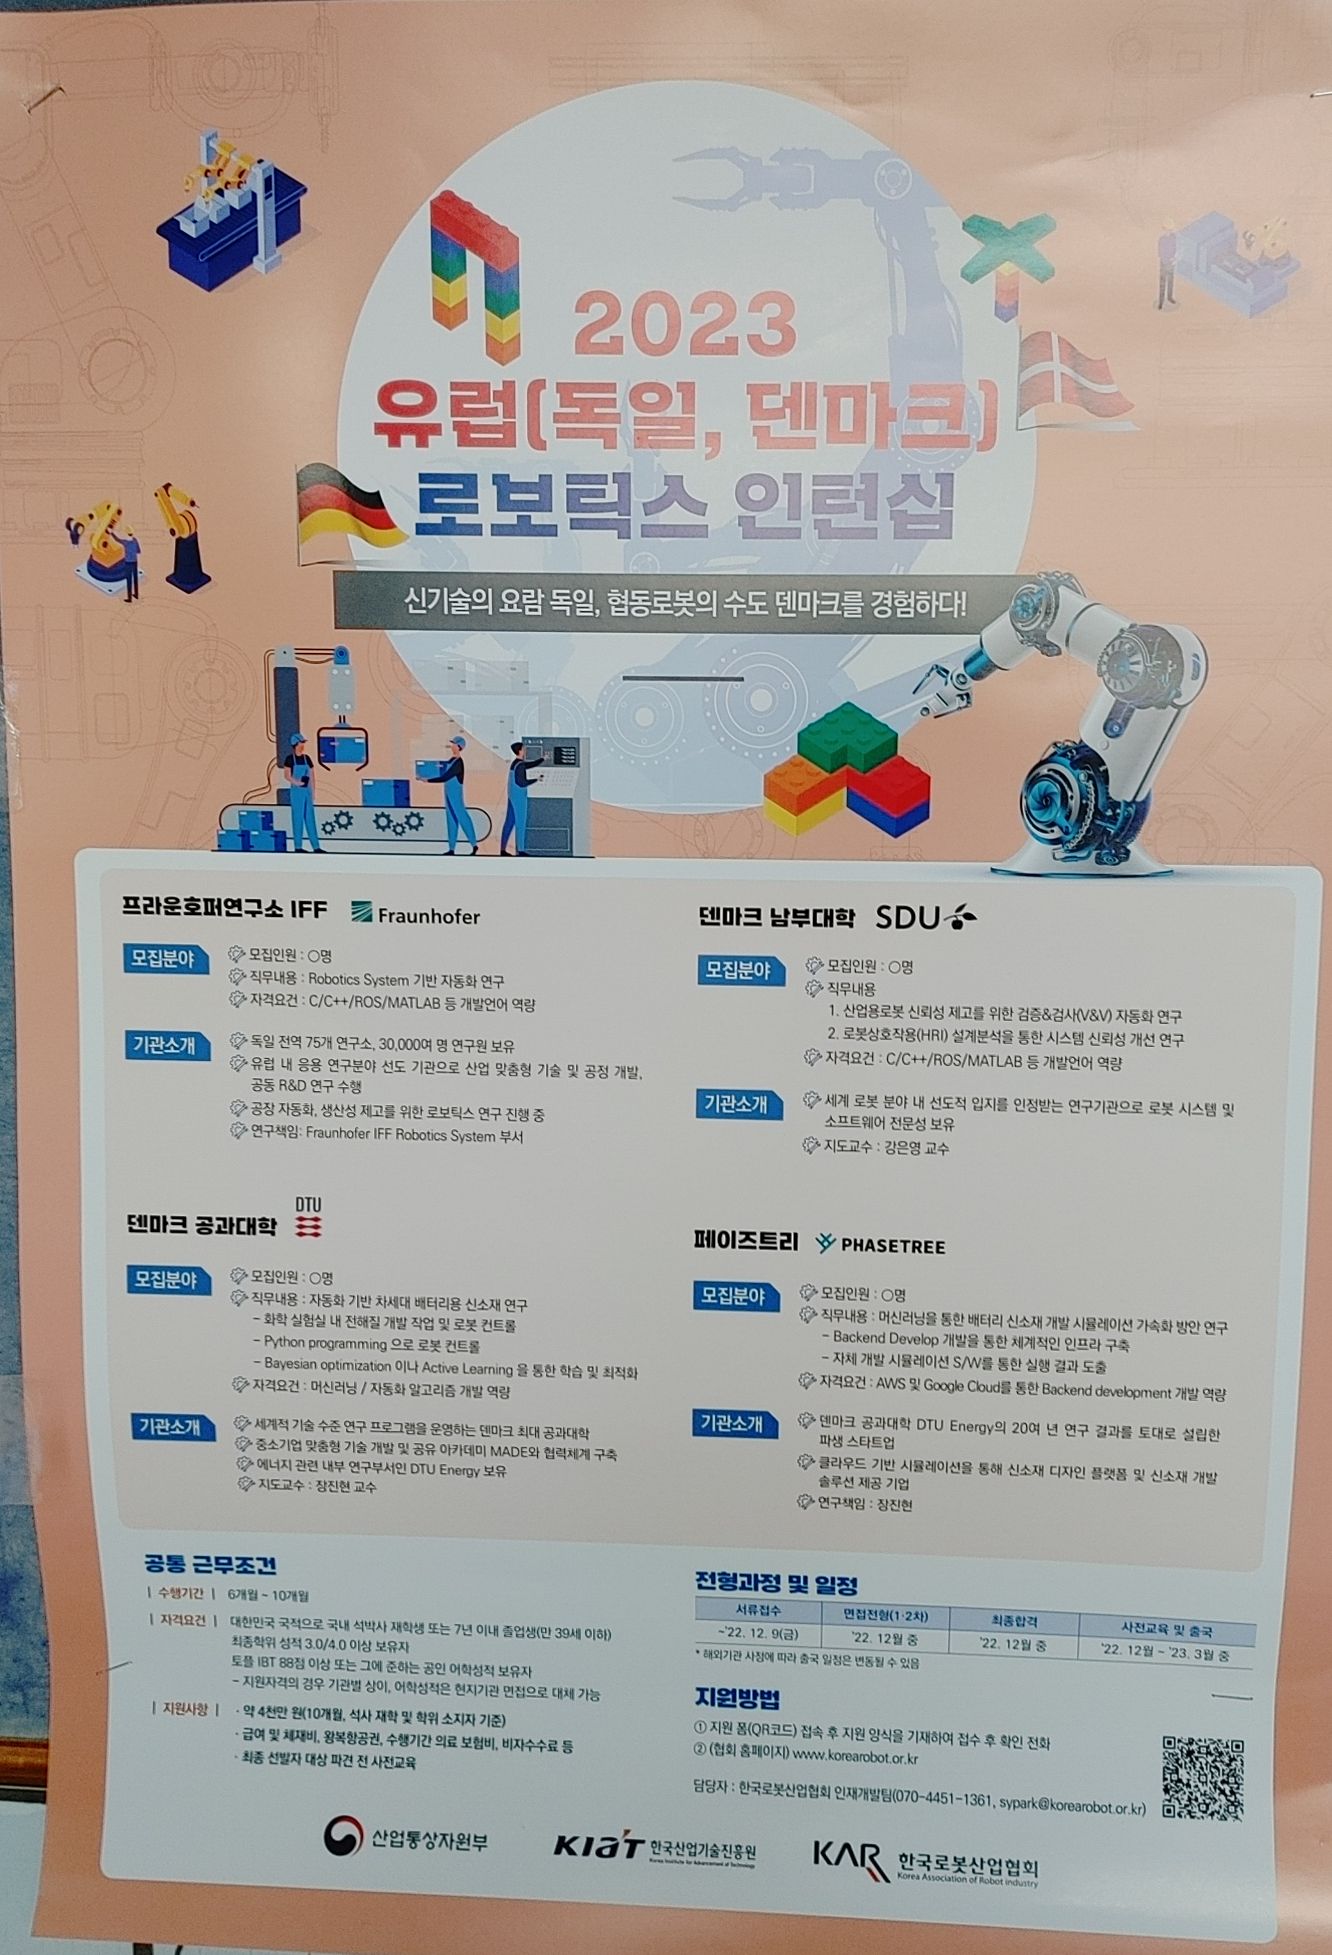 2023
유럽(독일, 덴마크)
로보틱스 인턴십
신기술의 요람 독일, 협동로봇의 수도 덴마크를 경험하다!
프라운호퍼연구소 IFF
Fraunhofer
모집분야
모집인원 : ○명
직무내용 : Robotics System 기반 자동화 연구
자격요건 : C/C++/ROS/MATLAB 등 개발언어 역량
기관소개
독일 전역 75개 연구소, 30,000여 명 연구원 보유
유럽 내 응용 연구분야 선도 기관으로 산업 맞춤형 기술 및 공정 개발,
공동 R&D 연구 수행
공장 자동화, 생산성 제고를 위한 로보틱스 연구 진행 중
연구책임: Fraunhofer IFF Robotics System 부서
덴마크 남부대학
SDU
모집분야
모집인원 : ○명
직무내용
1. 산업용로봇 신뢰성 제고를 위한 검증&검사(V&V) 자동화 연구
2. 로봇상호작용(HRI) 설계분석을 통한 시스템 신뢰성 개선 연구
자격요건 : C/C++/ROS/MATLAB 등 개발언어 역량
기관소개
세계 로봇 분야 내 선도적 입지를 인정받는 연구기관으로 로봇 시스템 및
소프트웨어 전문성 보유
지도교수 : 강은영 교수
덴마크 공과대학
DTU
모집분야
모집인원 : ○명
직무내용 : 자동화 기반 차세대 배터리용 신소재 연구
- 화학 실험실 내 전해질 개발 작업 및 로봇 컨트롤
- Python programming 으로 로봇 컨트롤
- Bayesian optimization 이나 Active Learning 을 통한 학습 및 최적화
자격요건 : 머신러닝 / 자동화 알고리즘 개발 역량
기관소개
세계적 기술 수준 연구 프로그램을 운영하는 덴마크 최대 공과대학
중소기업 맞춤형 기술 개발 및 공유 아카데미 MADE와 협력체계 구축
에너지 관련 내부 연구부서인 DTU Energy 보유
지도교수 : 장진현 교수
페이즈트리
PHASETREE
모집분야
모집인원 : ○명
직무내용 : 머신러닝을 통한 배터리 신소재 개발 시뮬레이션 가속화 방안 연구
- Backend Develop 개발을 통한 체계적인 인프라 구축
- 자체 개발 시뮬레이션 S/W를 통한 실행 결과 도출
자격요건 : AWS 및 Google Cloud를 통한 Backend development 개발 역량
기관소개
덴마크 공과대학 DTU Energy의 20여 년 연구 결과를 토대로 설립한
파생 스타트업
클라우드 기반 시뮬레이션을 통해 신소재 디자인 플랫폼 및 신소재 개발
솔루션 제공 기업
연구책임 : 장진현
공통 근무조건
| 수행기간 | 6개월 ~ 10개월
| 자격요건 | 대한민국 국적으로 국내 석박사 재학생 또는 7년 이내 졸업생(만 39세 이하)
최종학위 성적 3.0/4.0 이상 보유자
토플 IBT 88점 이상 또는 그에 준하는 공인 어학성적 보유자
- 지원자격의 경우 기관별 상이, 어학성적은 현지기관 면접으로 대체 가능
| 지원사항 | · 약 4천만 원(10개월, 석사 재학 및 학위 소지자 기준)
· 급여 및 체재비, 왕복항공권, 수행기간 의료 보험비, 비자수수료 등
· 최종 선발자 대상 파견 전 사전교육
전형과정 및 일정
서류접수 면접전형(1·2차) 최종합격 사전교육 및 출국
~'22. 12. 9(금) '22. 12월 중 '22. 12월 중 '22. 12월 ~ '23. 3월 중
* 해외기관 사정에 따라 출국 일정은 변동될 수 있음
지원방법
① 지원 폼(QR코드) 접속 후 지원 양식을 기재하여 접수 후 확인 전화
② (협회 홈페이지) www.korearobot.or.kr
담당자 : 한국로봇산업협회 인재개발팀(070-4451-1361, sypark@korearobot.or.kr)
산업통상자원부
KIAT 한국산업기술진흥원
Korea Institute for Advancement of Technology
KAR 한국로봇산업협회
Korea Association of Robot industry